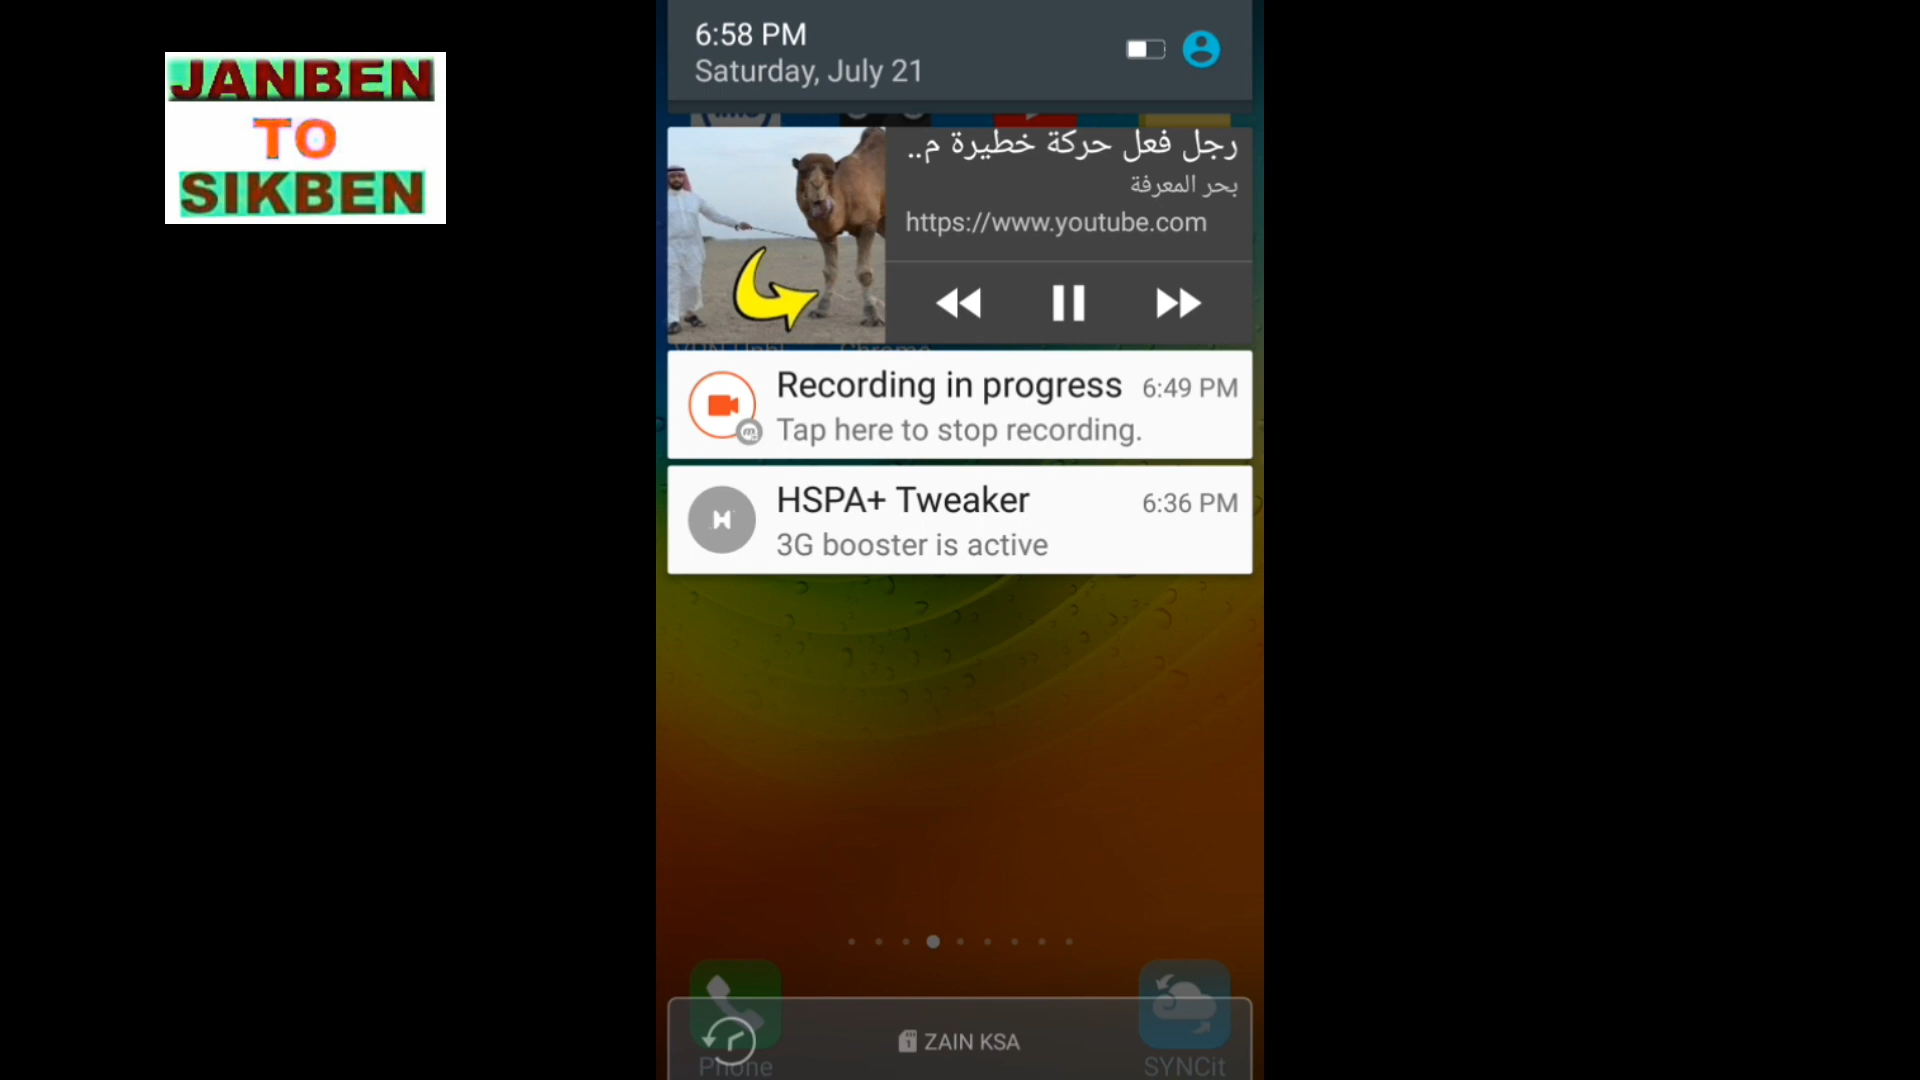 JANBEN
TO
SIKBEN
6:58 PM
Saturday, July 21
رجل فعل حركة خطيرة م..
بحر المعرفة
https://www.youtube.com
Chrome
Recording in progress 6:49 PM
Tap here to stop recording.
HSPA+ Tweaker 6:36 PM
3G booster is active
1 ZAIN KSA
Phone
SYNCit